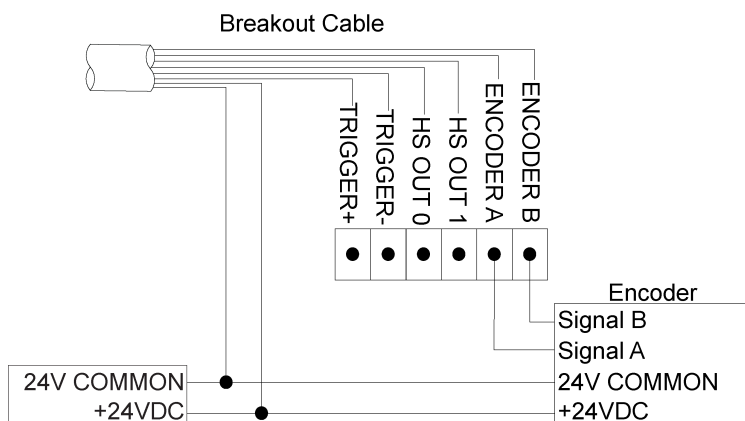 Breakout Cable
TRIGGER+
TRIGGER-
HS OUT 0
HS OUT 1
ENCODER A
ENCODER B
Encoder
Signal B
Signal A
24V COMMON
24V COMMON
+24VDC
+24VDC